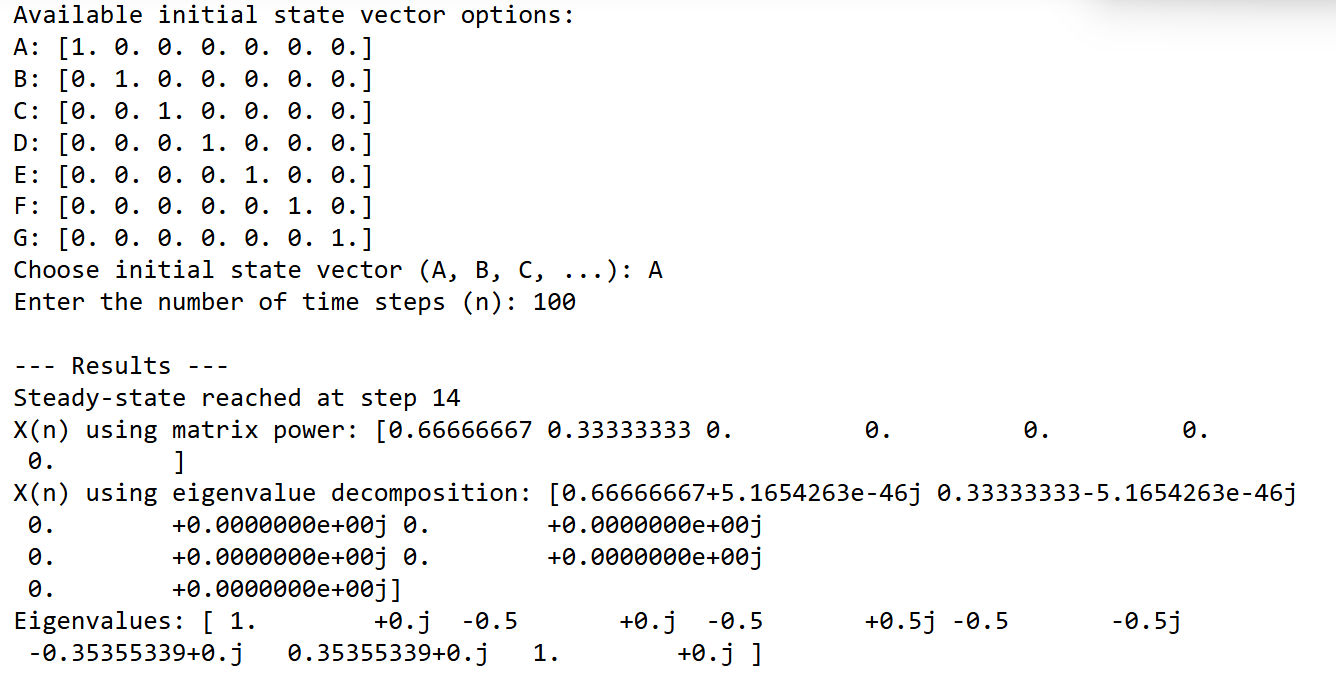 Available initial state vector options:
A: [1. 0. 0. 0. 0. 0. 0.]
B: [0. 1. 0. 0. 0. 0. 0.]
C: [0. 0. 1. 0. 0. 0. 0.]
D: [0. 0. 0. 1. 0. 0. 0.]
E: [0. 0. 0. 0. 1. 0. 0.]
F: [0. 0. 0. 0. 0. 1. 0.]
G: [0. 0. 0. 0. 0. 0. 1.]
Choose initial state vector (A, B, C, ...): A
Enter the number of time steps (n): 100

--- Results ---
Steady-state reached at step 14
X(n) using matrix power: [0.66666667 0.33333333 0.         0.         0.         0.
 0.        ]
X(n) using eigenvalue decomposition: [0.66666667+5.1654263e-46j 0.33333333-5.1654263e-46j
 0.        +0.0000000e+00j 0.        +0.0000000e+00j
 0.        +0.0000000e+00j 0.        +0.0000000e+00j
 0.        +0.0000000e+00j]
Eigenvalues: [ 1.        +0.j  -0.5       +0.j  -0.5       +0.5j -0.5       -0.5j
 -0.35355339+0.j   0.35355339+0.j   1.        +0.j ]